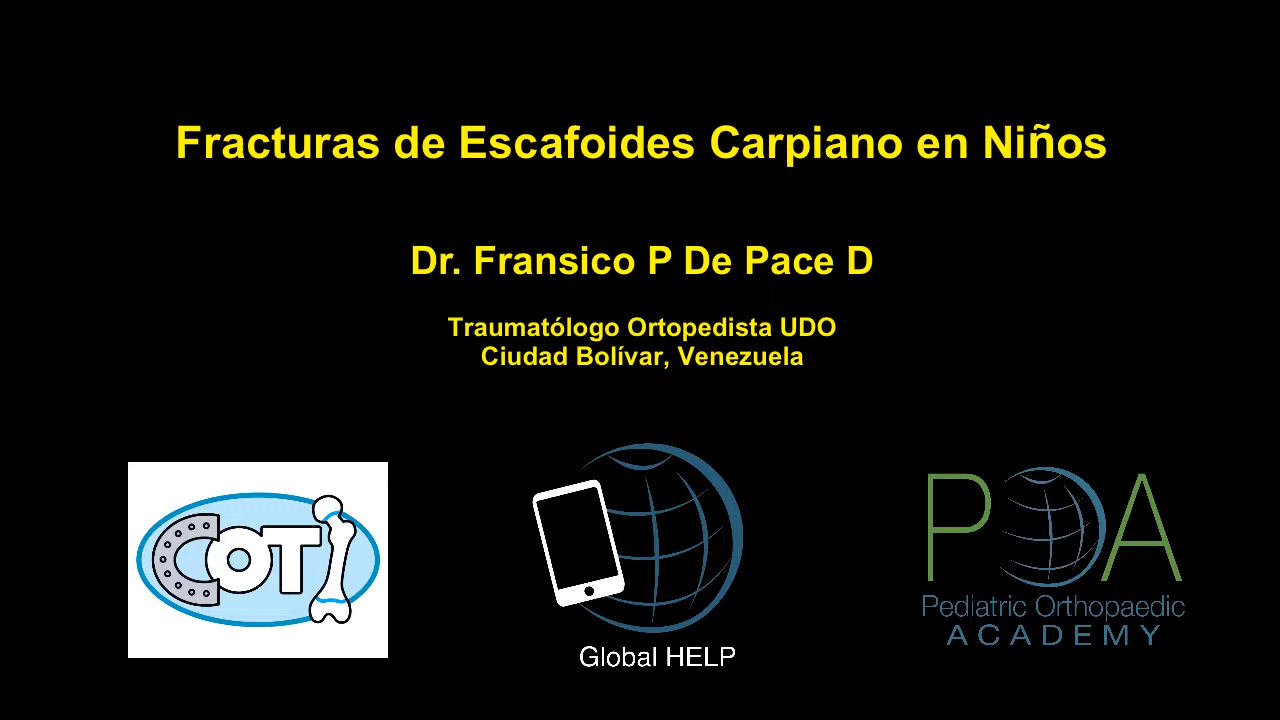 Fracturas de Escafoides Carpiano en Niños
Dr. Fransico P De Pace D
Traumatólogo Ortopedista UDO
Ciudad Bolívar, Venezuela
COTI
Global HELP
POA
Pediatric Orthopaedic
ACADEMY